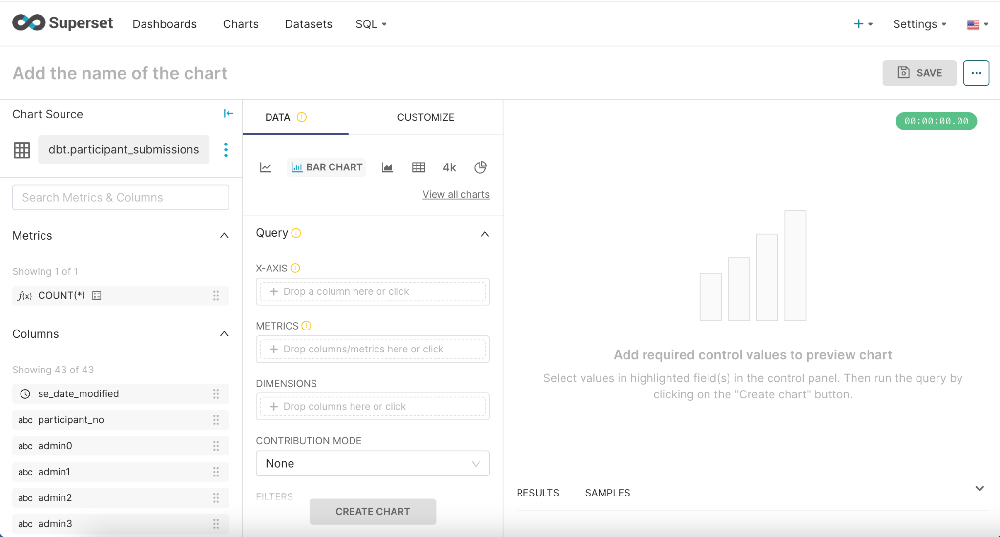 Superset Dashboards Charts Datasets SQL Settings
Add the name of the chart
SAVE
Chart Source
dbt.participant_submissions
Search Metrics & Columns
Metrics
Showing 1 of 1
f(x) COUNT(*)
Columns
Showing 43 of 43
se_date_modified
abc participant_no
abc admin0
abc admin1
abc admin2
abc admin3
DATA CUSTOMIZE
BAR CHART 4k
View all charts
Query
X-AXIS
+ Drop a column here or click
METRICS
+ Drop columns/metrics here or click
DIMENSIONS
+ Drop columns here or click
CONTRIBUTION MODE
None
FILTERS
CREATE CHART
00:00:00.00
Add required control values to preview chart
Select values in highlighted field(s) in the control panel. Then run the query by
clicking on the "Create chart" button.
RESULTS SAMPLES